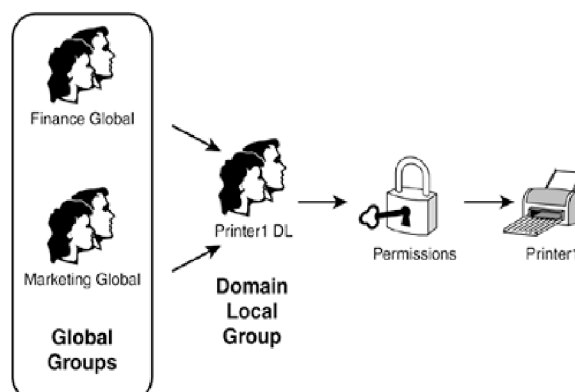 Finance Global
Marketing Global
Global
Groups
Printer1 DL
Domain
Local
Group
Permissions
Printer1